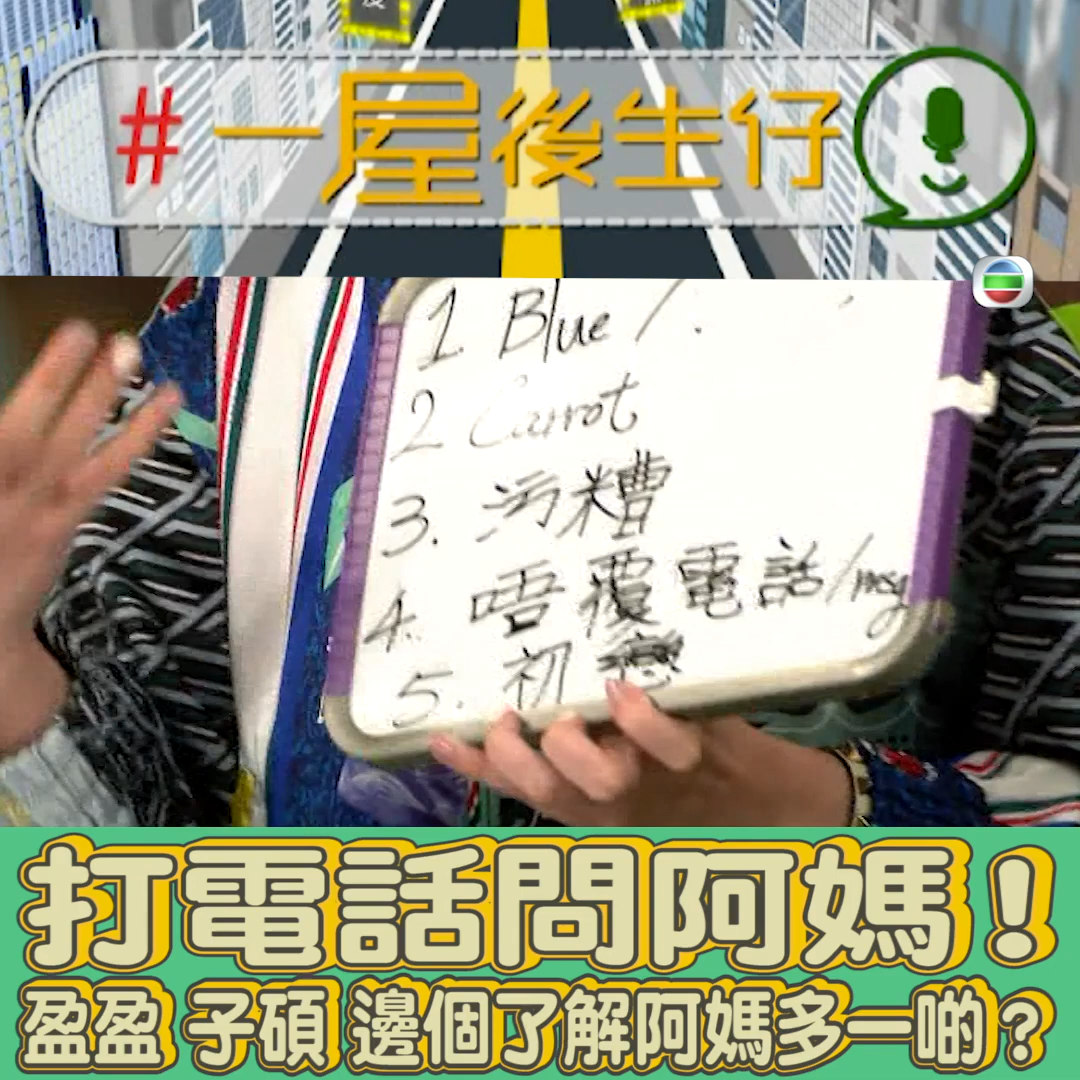 #一屋後生仔
1. Blue /
2 Carrot
3. 污糟
4. 唔覆電話/msg
5. 初戀
打電話問阿媽！
盈盈 子碩 邊個了解阿媽多一啲？